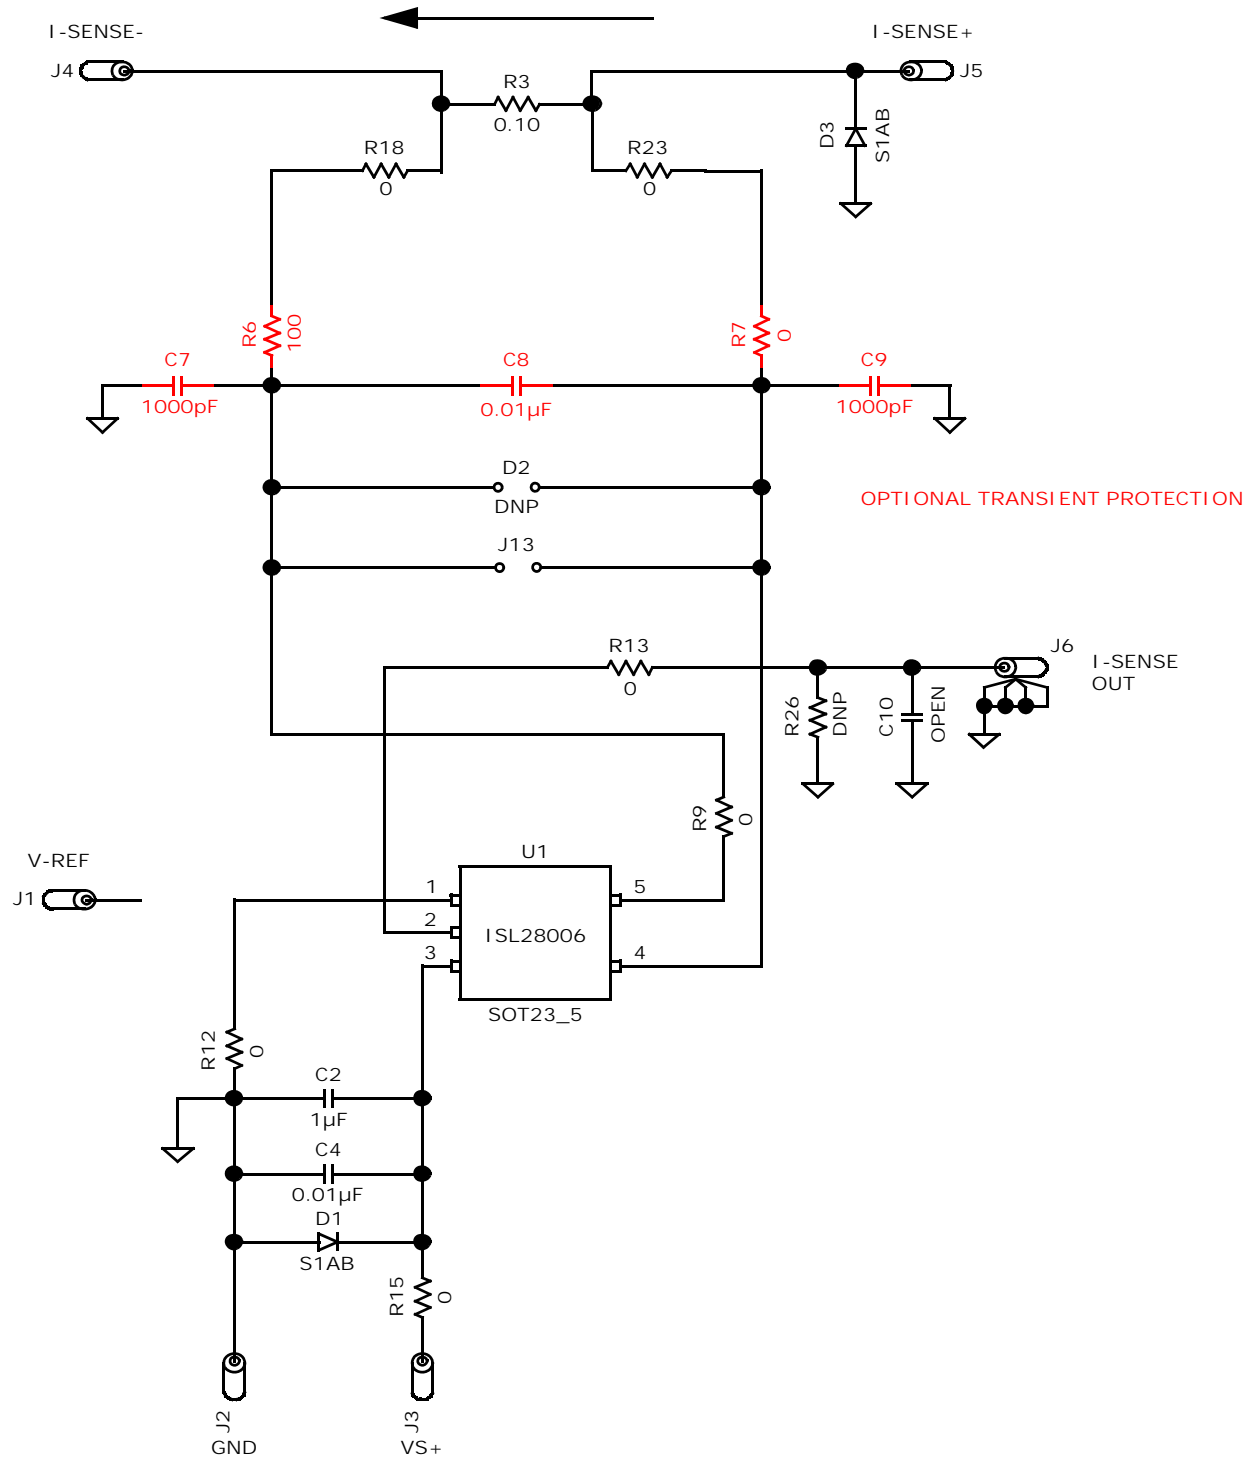 I-SENSE-
I-SENSE+
J4
J5
R3
0.10
D3
S1AB
R18
0
R23
0
R6
100
R7
0
C7
1000pF
C8
0.01µF
C9
1000pF
D2
DNP
OPTIONAL TRANSIENT PROTECTION
J13
R13
0
J6
I-SENSE
OUT
R26
DNP
C10
OPEN
R9
0
V-REF
J1
U1
1
2
3
5
4
ISL28006
SOT23_5
R12
0
C2
1µF
C4
0.01µF
D1
S1AB
R15
0
J2
GND
J3
VS+